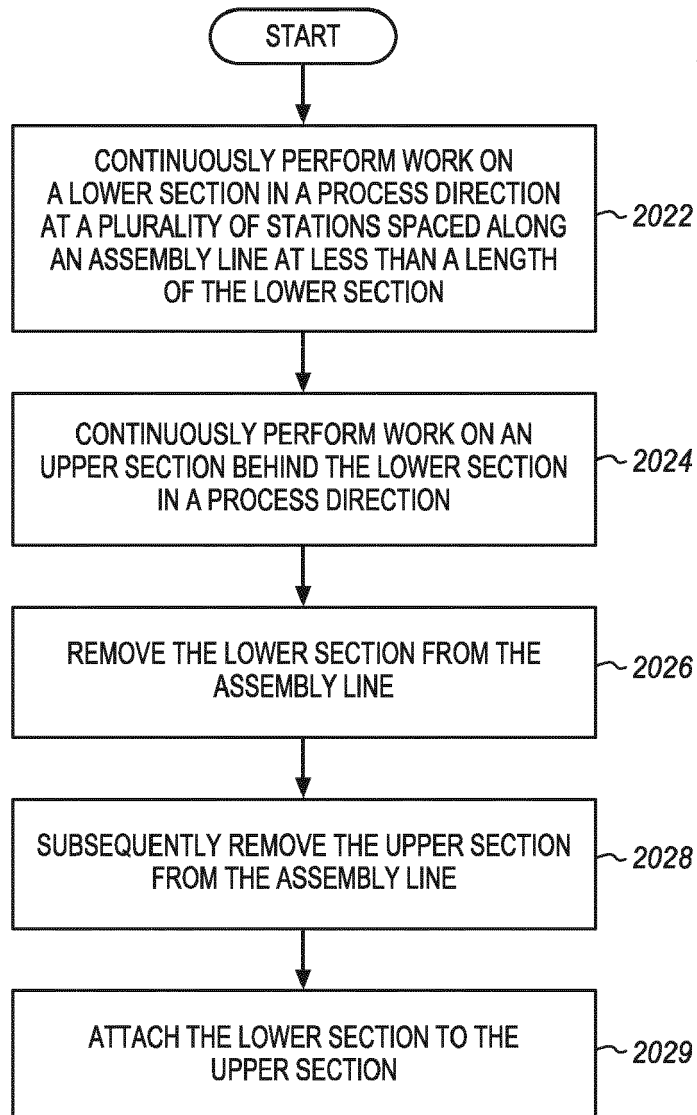 START
CONTINUOUSLY PERFORM WORK ON
A LOWER SECTION IN A PROCESS DIRECTION
AT A PLURALITY OF STATIONS SPACED ALONG
AN ASSEMBLY LINE AT LESS THAN A LENGTH
OF THE LOWER SECTION
2022
CONTINUOUSLY PERFORM WORK ON AN
UPPER SECTION BEHIND THE LOWER SECTION
IN A PROCESS DIRECTION
2024
REMOVE THE LOWER SECTION FROM THE
ASSEMBLY LINE
2026
SUBSEQUENTLY REMOVE THE UPPER SECTION
FROM THE ASSEMBLY LINE
2028
ATTACH THE LOWER SECTION TO THE
UPPER SECTION
2029